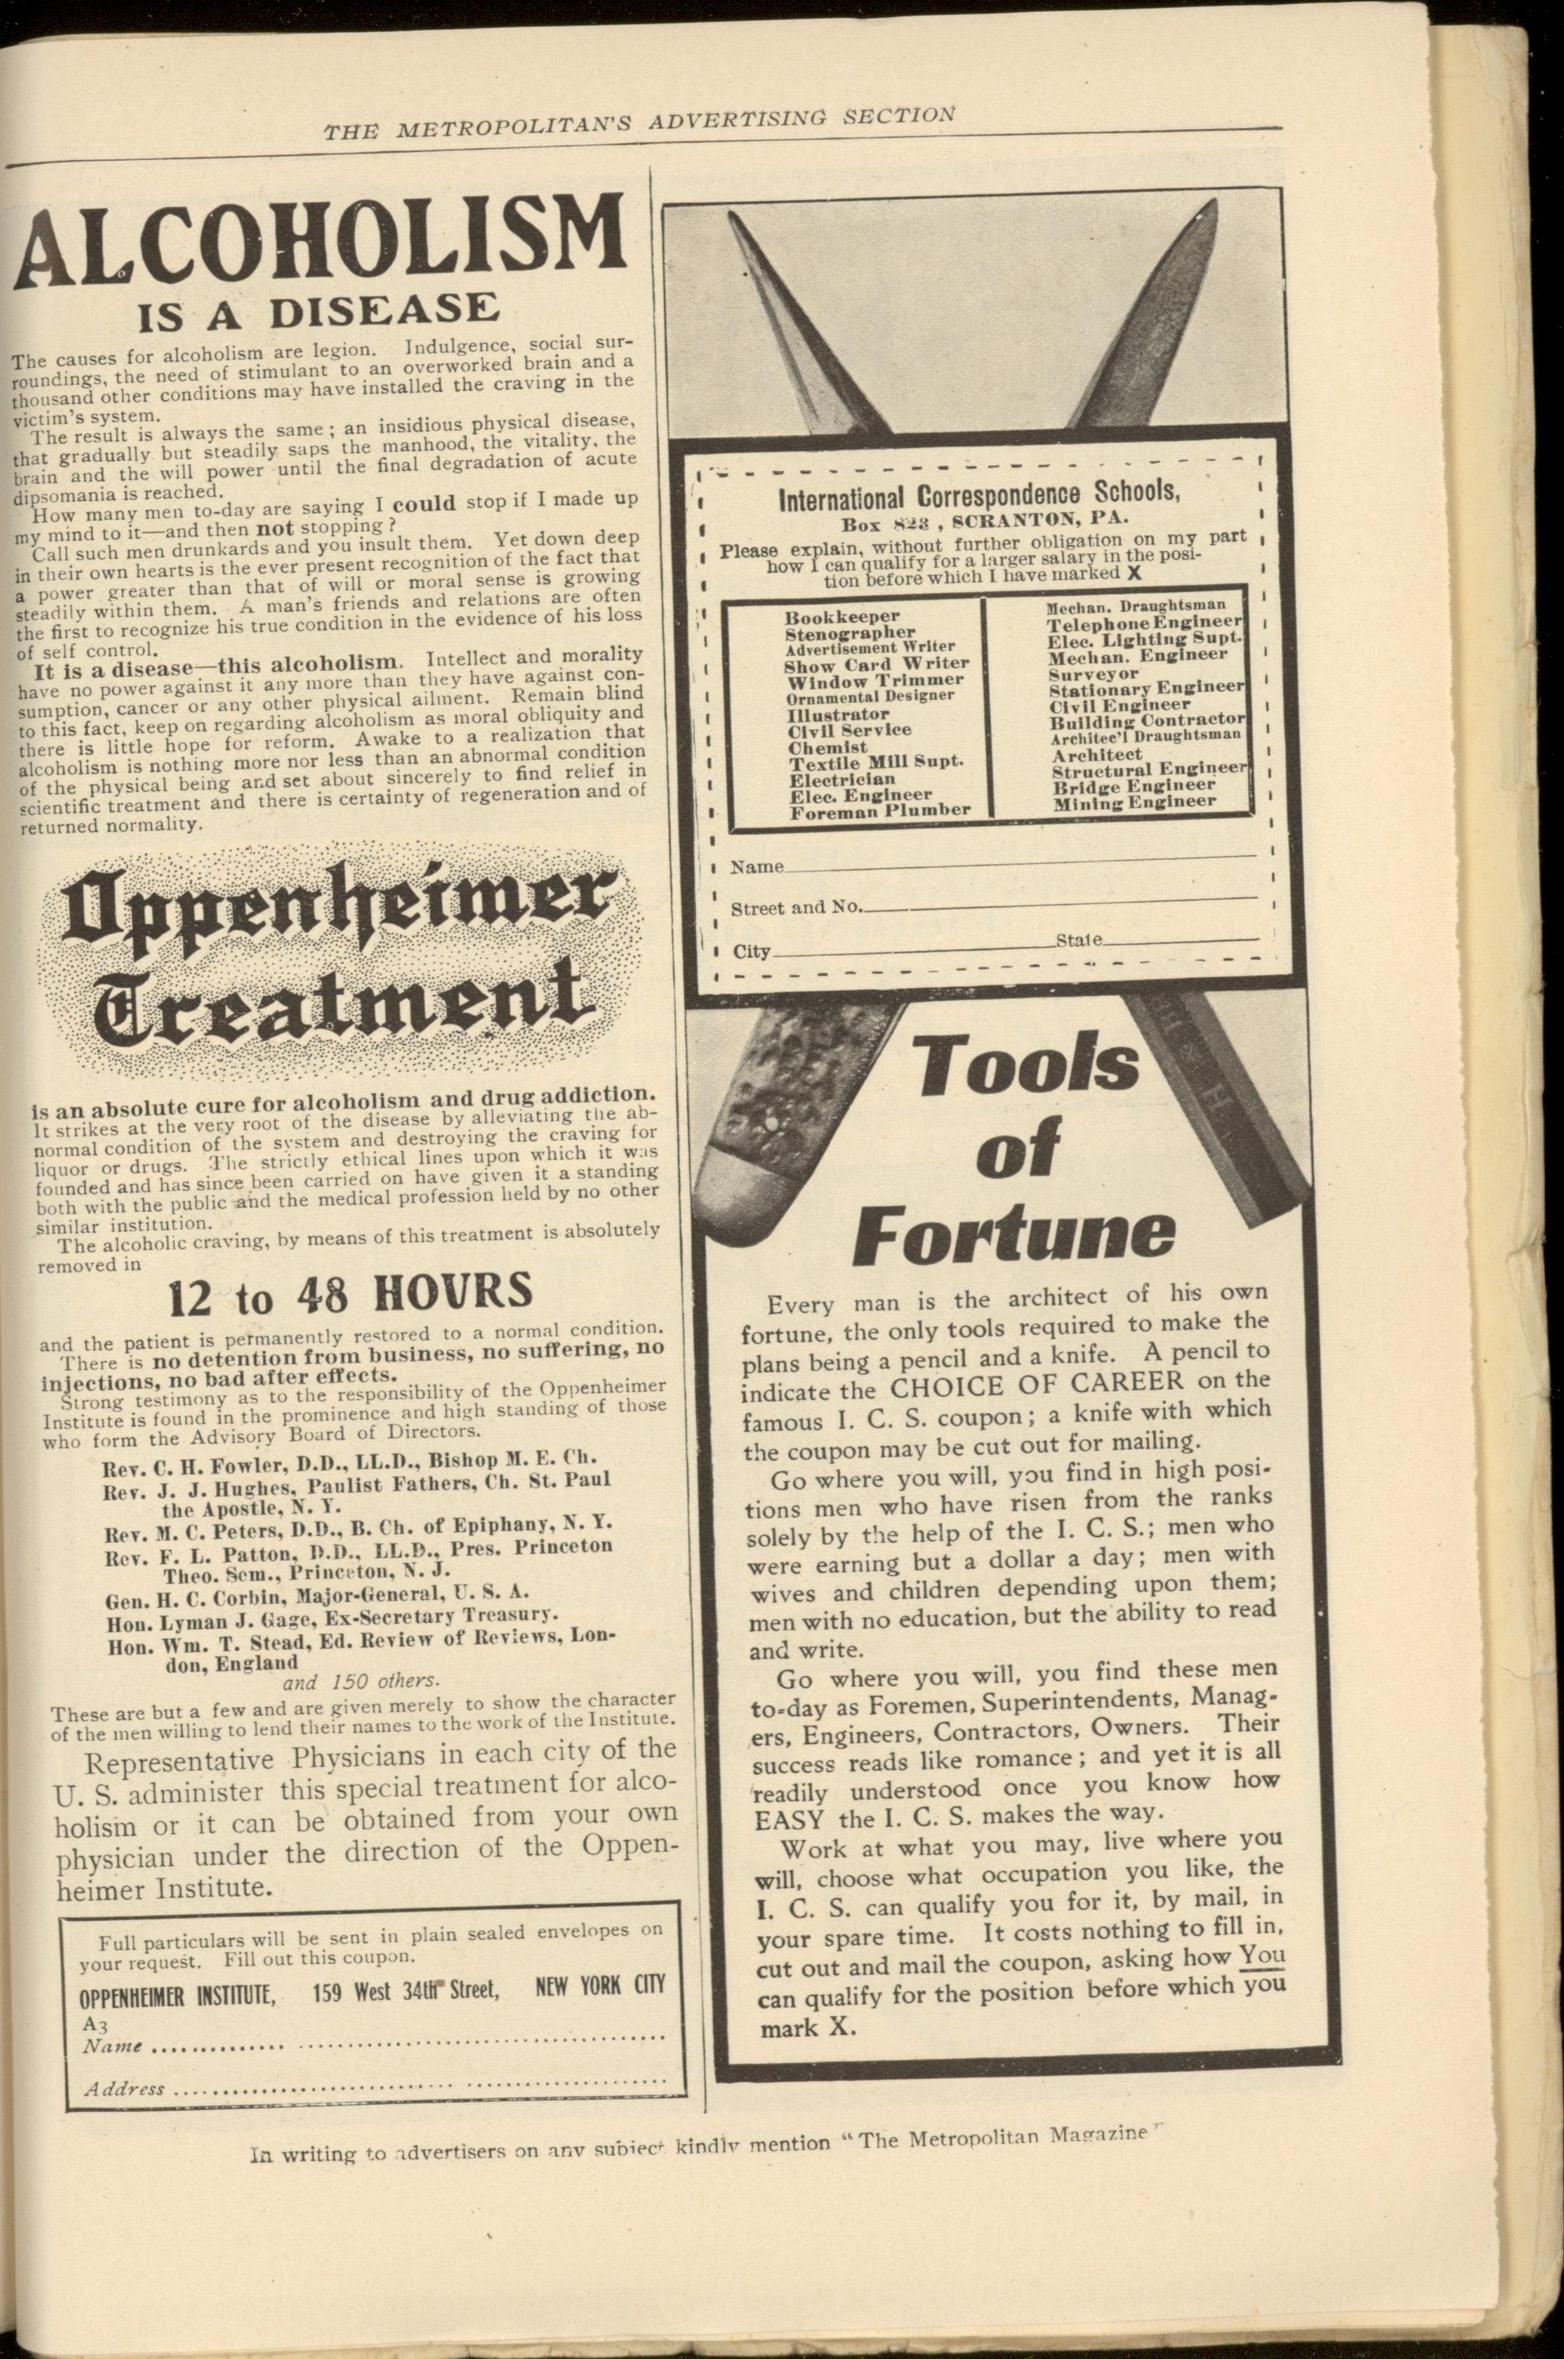 THE METROPOLITAN'S ADVERTISING SECTION
ALCOHOLISM
IS A DISEASE
The causes for alcoholism are legion. Indulgence, social sur-
roundings, the need of stimulant to an overworked brain and a
thousand other conditions may have installed the craving in the
victim's system.
The result is always the same; an insidious physical disease,
that gradually but steadily saps the manhood, the vitality, the
brain and the will power until the final degradation of acute
dipsomania is reached.
How many men to-day are saying I could stop if I made up
my mind to it—and then not stopping?
Call such men drunkards and you insult them. Yet down deep
in their own hearts is the ever present recognition of the fact that
a power greater than that of will or moral sense is growing
steadily within them. A man's friends and relations are often
the first to recognize his true condition in the evidence of his loss
of self control.
It is a disease—this alcoholism. Intellect and morality
have no power against it any more than they have against con-
sumption, cancer or any other physical ailment. Remain blind
to this fact, keep on regarding alcoholism as moral obliquity and
there is little hope for reform. Awake to a realization that
alcoholism is nothing more nor less than an abnormal condition
of the physical being and set about sincerely to find relief in
scientific treatment and there is certainty of regeneration and of
returned normality.
Oppenheimer
Treatment
is an absolute cure for alcoholism and drug addiction.
It strikes at the very root of the disease by alleviating the ab-
normal condition of the system and destroying the craving for
liquor or drugs. The strictly ethical lines upon which it was
founded and has since been carried on have given it a standing
both with the public and the medical profession held by no other
similar institution.
The alcoholic craving, by means of this treatment is absolutely
removed in
12 to 48 HOURS
and the patient is permanently restored to a normal condition.
There is no detention from business, no suffering, no
injections, no bad after effects.
Strong testimony as to the responsibility of the Oppenheimer
Institute is found in the prominence and high standing of those
who form the Advisory Board of Directors.
Rev. C. H. Fowler, D.D., LL.D., Bishop M. E. Ch.
Rev. J. J. Hughes, Paulist Fathers, Ch. St. Paul
the Apostle, N. Y.
Rev. M. C. Peters, D.D., B. Ch. of Epiphany, N. Y.
Rev. F. L. Patton, D.D., LL.D., Pres. Princeton
Theo. Sem., Princeton, N. J.
Gen. H. C. Corbin, Major-General, U. S. A.
Hon. Lyman J. Gage, Ex-Secretary Treasury.
Hon. Wm. T. Stead, Ed. Review of Reviews, Lon-
don, England
and 150 others.
These are but a few and are given merely to show the character
of the men willing to lend their names to the work of the Institute.
Representative Physicians in each city of the
U. S. administer this special treatment for alco-
holism or it can be obtained from your own
physician under the direction of the Oppen-
heimer Institute.
Full particulars will be sent in plain sealed envelopes on
your request. Fill out this coupon.
OPPENHEIMER INSTITUTE, 159 West 34th Street, NEW YORK CITY
A3
Name
Address
International Correspondence Schools,
Box 823, SCRANTON, PA.
Please explain, without further obligation on my part
how I can qualify for a larger salary in the posi-
tion before which I have marked X
Bookkeeper
Stenographer
Advertisement Writer
Show Card Writer
Window Trimmer
Ornamental Designer
Illustrator
Civil Service
Chemist
Textile Mill Supt.
Electrician
Elec. Engineer
Foreman Plumber
Mechan. Draughtsman
Telephone Engineer
Elec. Lighting Supt.
Mechan. Engineer
Surveyor
Stationary Engineer
Civil Engineer
Building Contractor
Architec'l Draughtsman
Architect
Structural Engineer
Bridge Engineer
Mining Engineer
Name
Street and No.
City State
Tools
of
Fortune
Every man is the architect of his own
fortune, the only tools required to make the
plans being a pencil and a knife. A pencil to
indicate the CHOICE OF CAREER on the
famous I. C. S. coupon; a knife with which
the coupon may be cut out for mailing.
Go where you will, you find in high posi-
tions men who have risen from the ranks
solely by the help of the I. C. S.; men who
were earning but a dollar a day; men with
wives and children depending upon them;
men with no education, but the ability to read
and write.
Go where you will, you find these men
to-day as Foremen, Superintendents, Manag-
ers, Engineers, Contractors, Owners. Their
success reads like romance; and yet it is all
readily understood once you know how
EASY the I. C. S. makes the way.
Work at what you may, live where you
will, choose what occupation you like, the
I. C. S. can qualify you for it, by mail, in
your spare time. It costs nothing to fill in,
cut out and mail the coupon, asking how You
can qualify for the position before which you
mark X.
In writing to advertisers on any subject kindly mention "The Metropolitan Magazine"